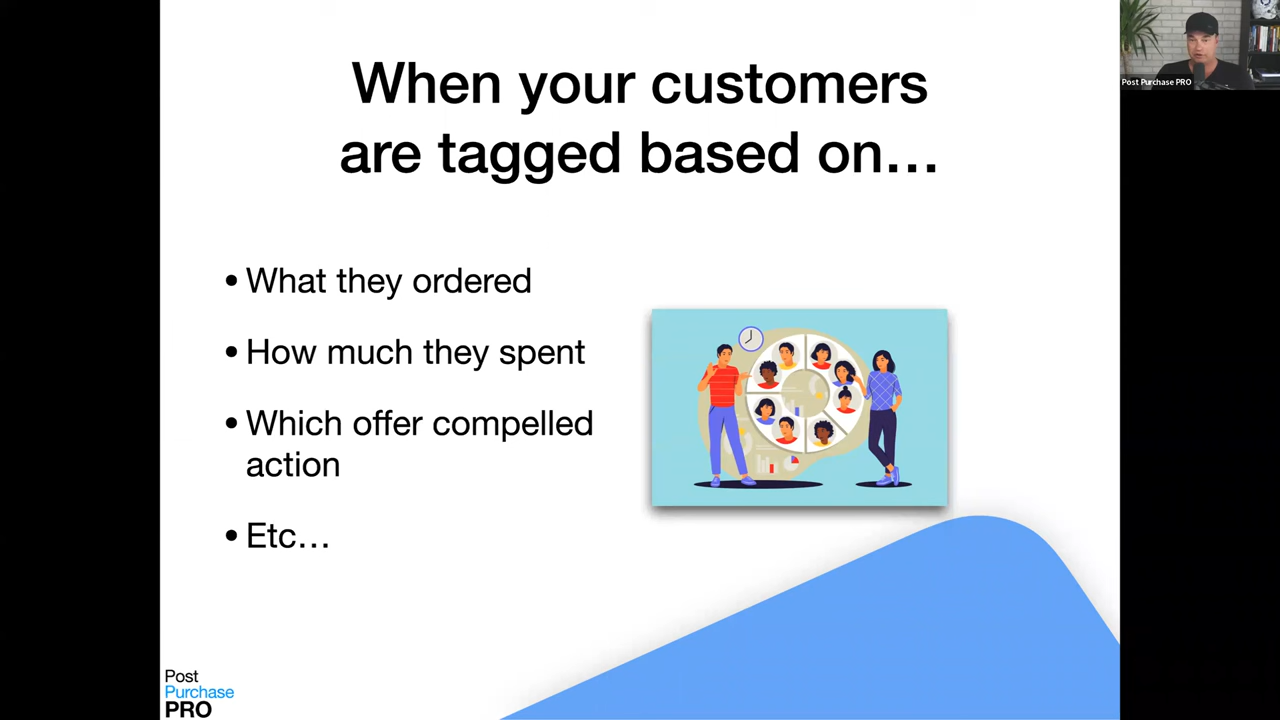 When your customers
are tagged based on…
• What they ordered
• How much they spent
• Which offer compelled
action
• Etc…
Post Purchase PRO
Post
Purchase
PRO